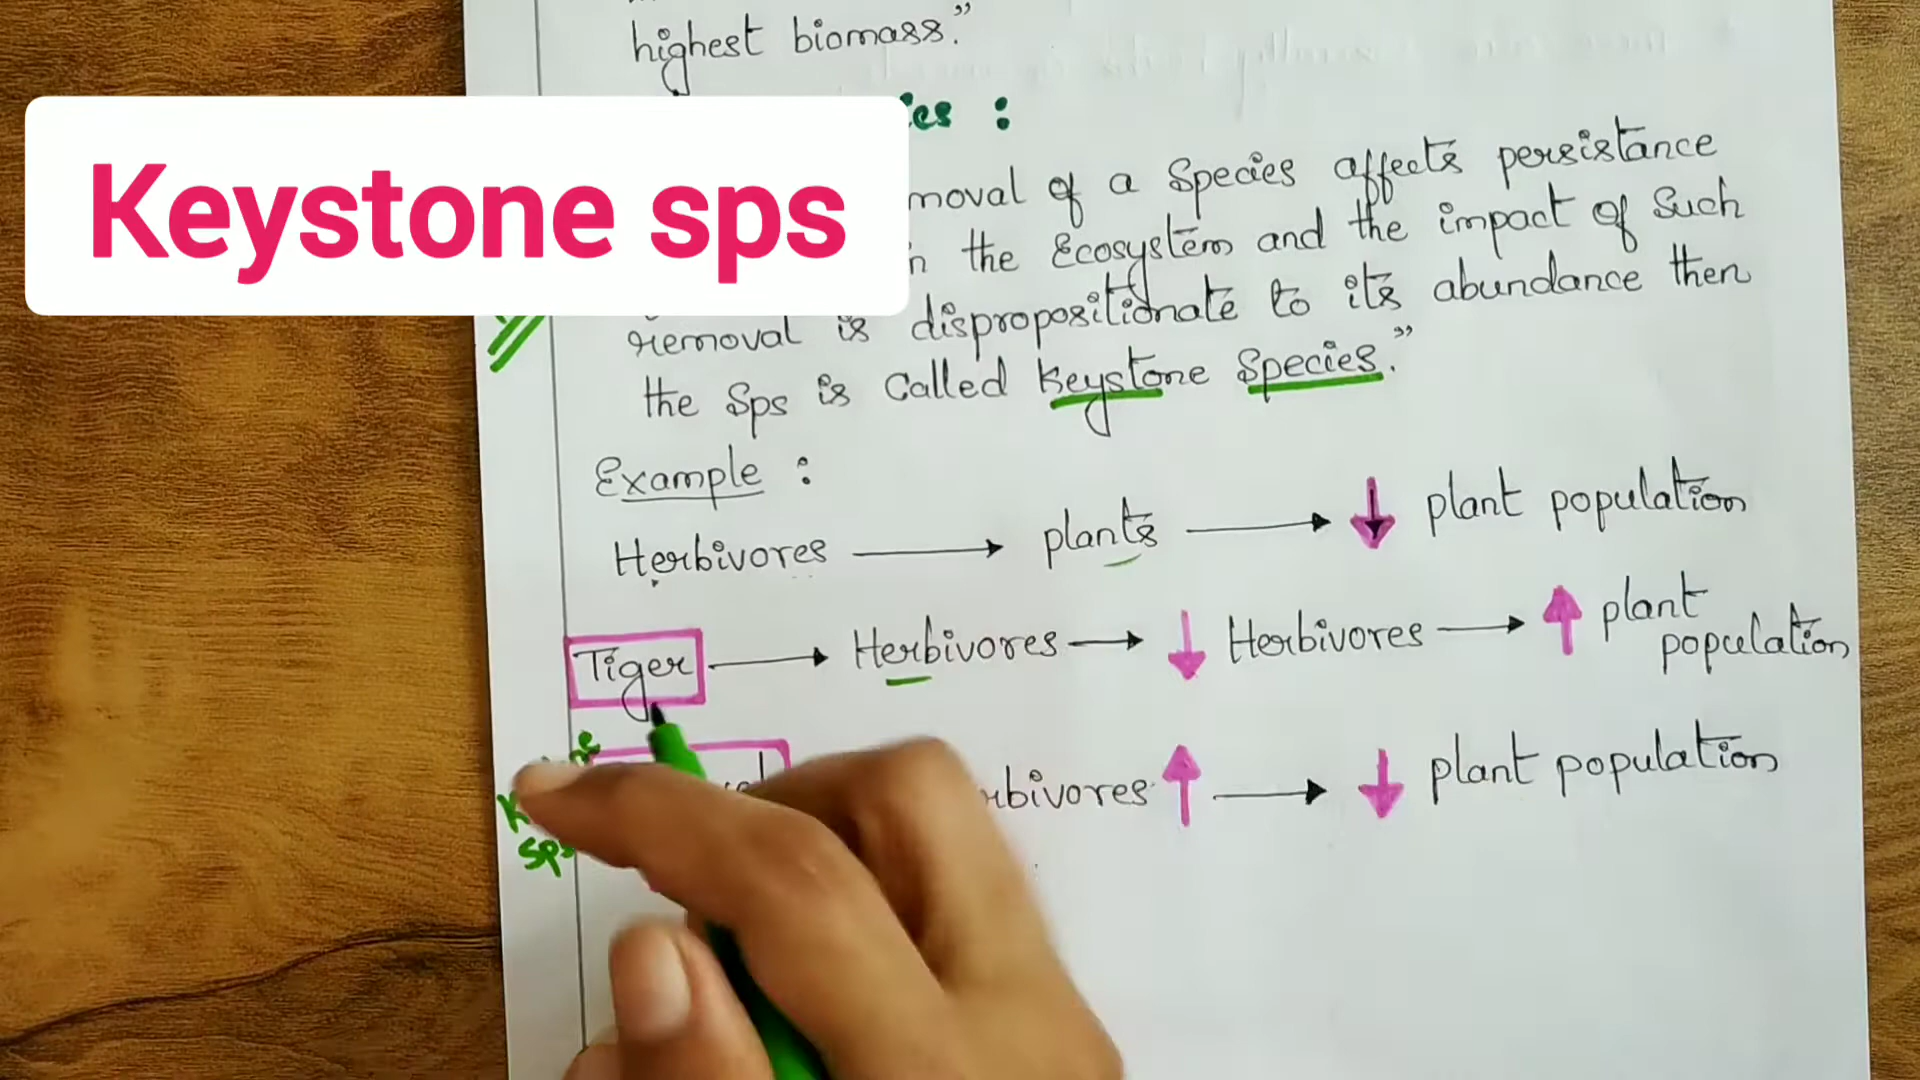 highest biomass."
Keystone sps
:
of a Species affects persistance
the Ecosystem and the impact of Such
removal is dispropositionate to its abundance then
the Sps is Called Keystone Species."
Example :
Herbivores → plants → ↓ plant population
Tiger → Herbivores → ↓ Herbivores → ↑ plant
population
↑ → ↓ plant population